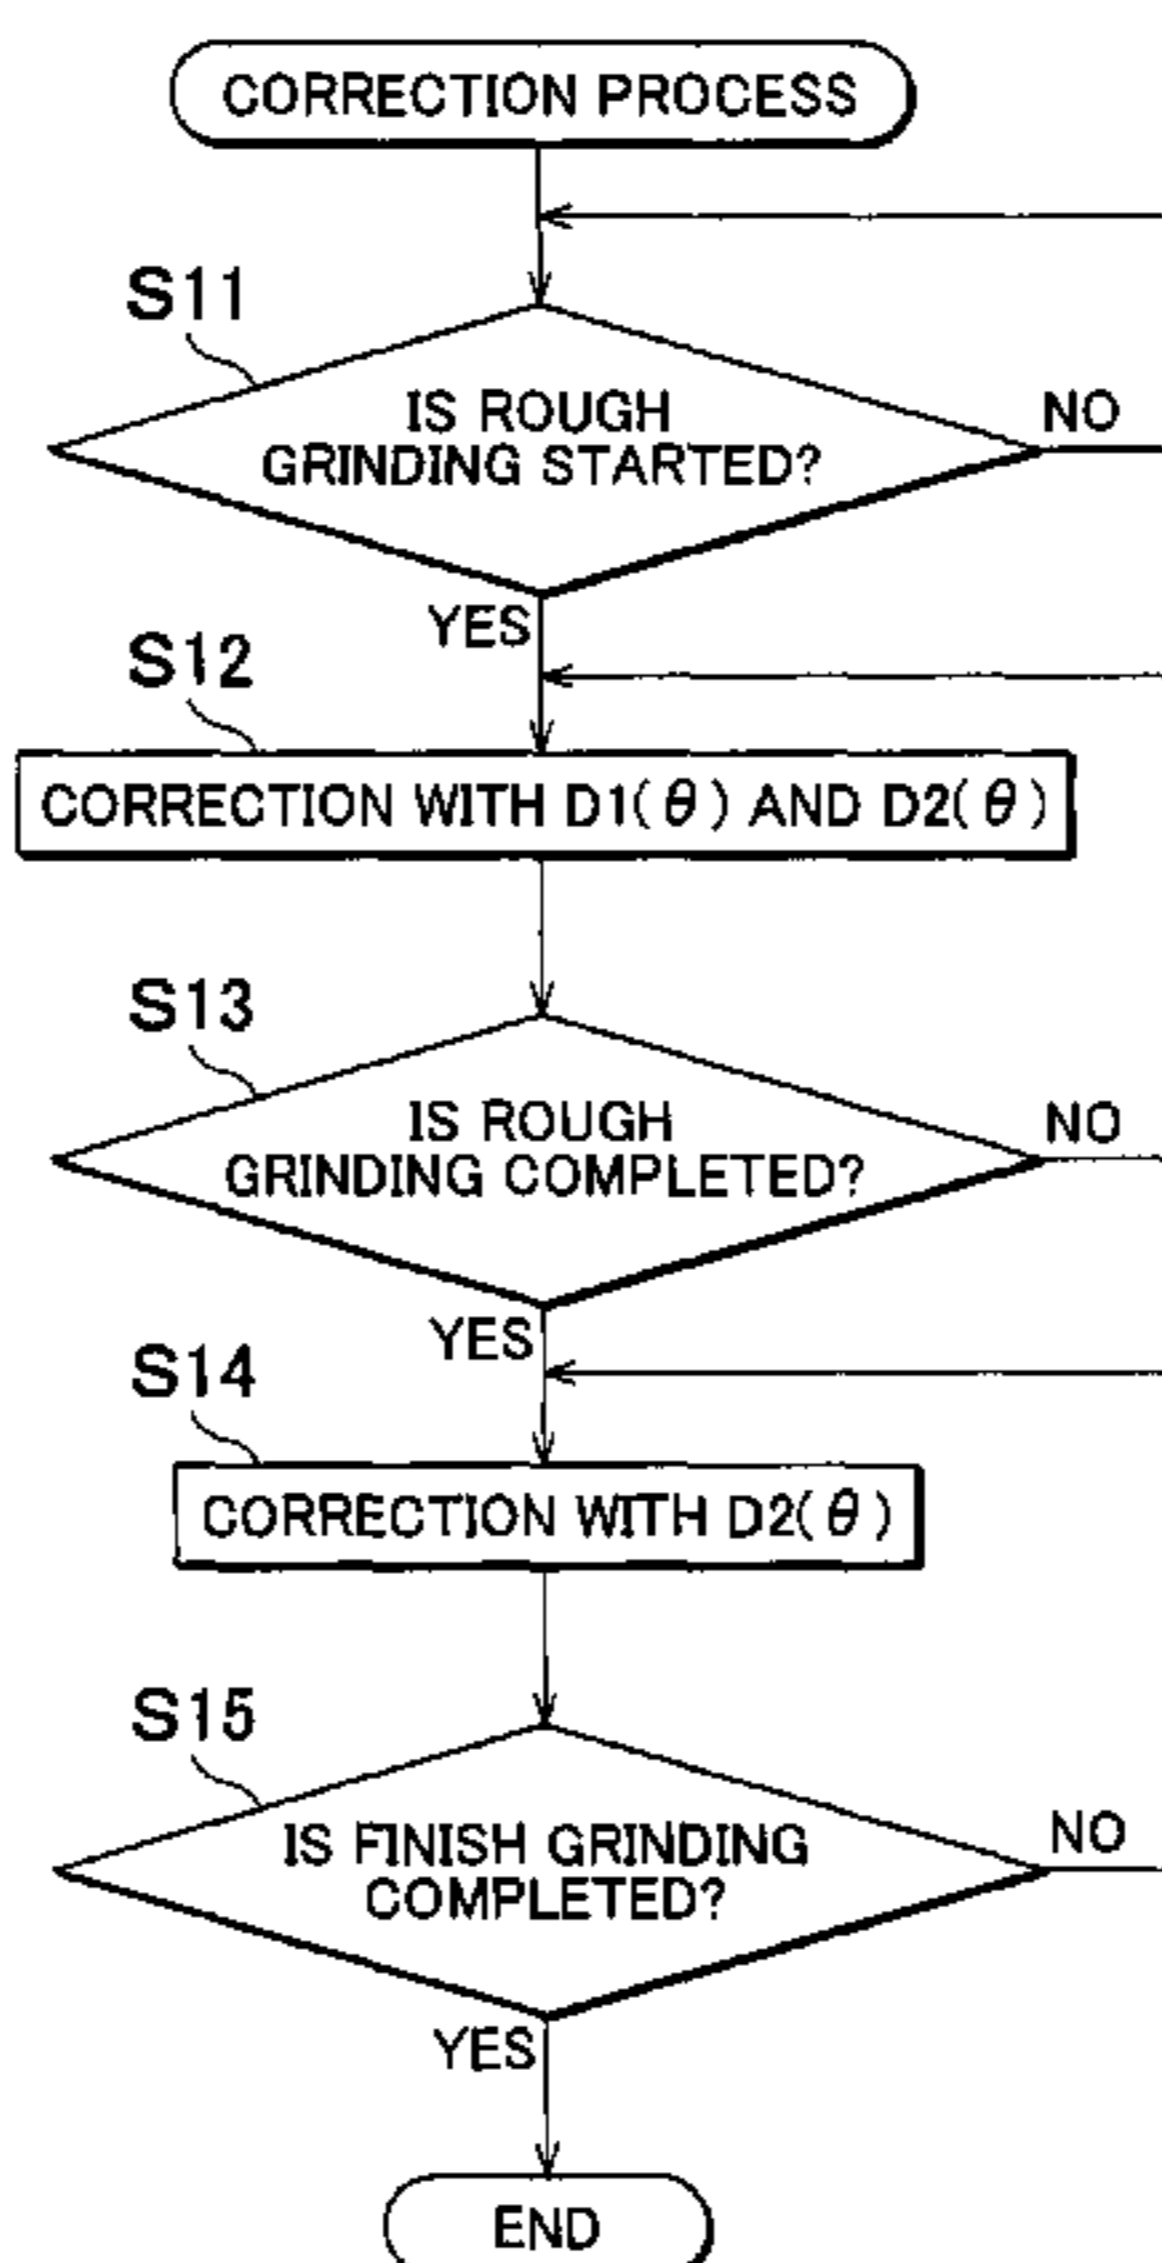 CORRECTION PROCESS
S11
IS ROUGH
GRINDING STARTED?
NO
YES
S12
CORRECTION WITH D1(θ) AND D2(θ)
S13
IS ROUGH
GRINDING COMPLETED?
NO
YES
S14
CORRECTION WITH D2(θ)
S15
IS FINISH GRINDING
COMPLETED?
NO
YES
END